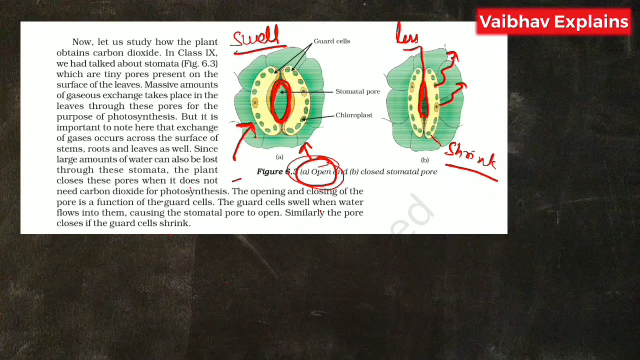 Vaibhav Explains
Swell
less
Now, let us study how the plant
obtains carbon dioxide. In Class IX,
we had talked about stomata (Fig. 6.3)
which are tiny pores present on the
surface of the leaves. Massive amounts
of gaseous exchange takes place in the
leaves through these pores for the
purpose of photosynthesis. But it is
important to note here that exchange
of gases occurs across the surface of
stems, roots and leaves as well. Since
large amounts of water can also be lost
through these stomata, the plant
closes these pores when it does not
need carbon dioxide for photosynthesis. The opening and closing of the
pore is a function of the guard cells. The guard cells swell when water
flows into them, causing the stomatal pore to open. Similarly the pore
closes if the guard cells shrink.
Guard cells
Stomatal pore
Chloroplast
(a)
(b)
Shrink
Figure 6.3 (a) Open and (b) closed stomatal pore